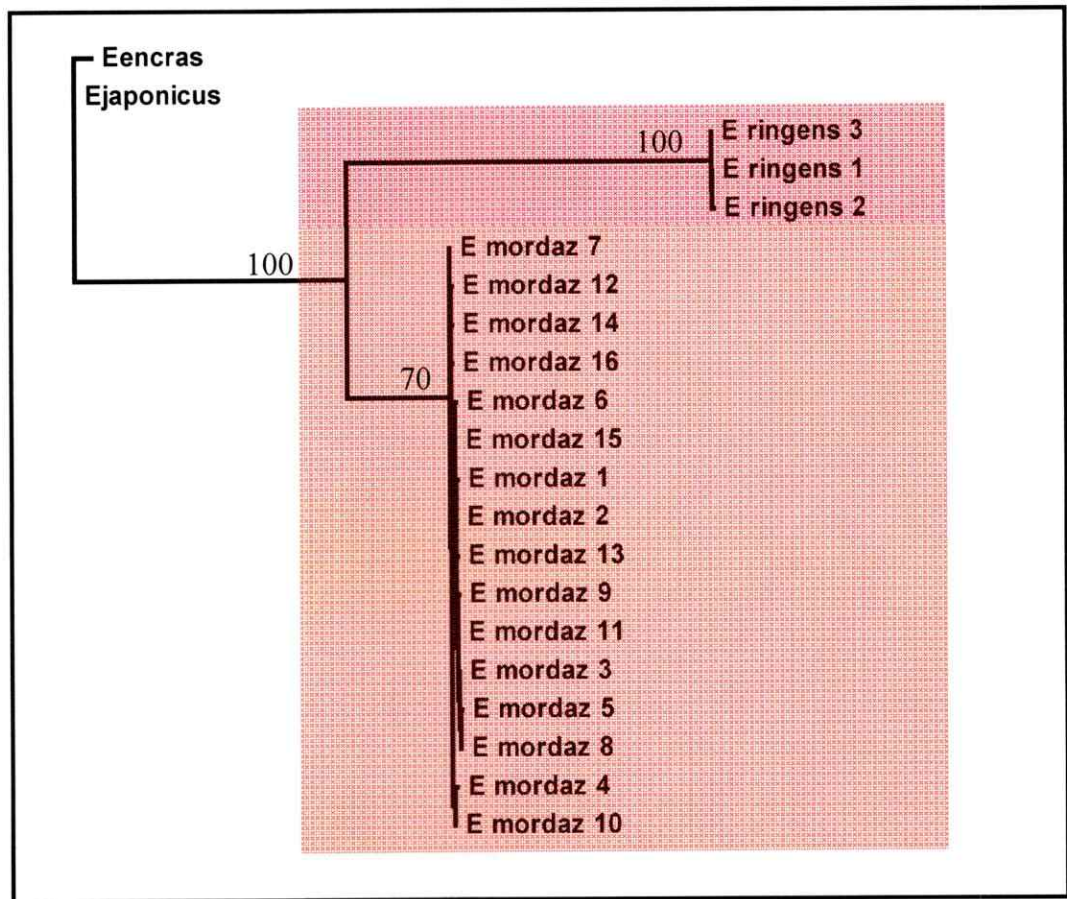 Eencras
Ejaponicus
100
E ringens 3
E ringens 1
E ringens 2
100
E mordaz 7
E mordaz 12
E mordaz 14
E mordaz 16
70
E mordaz 6
E mordaz 15
E mordaz 1
E mordaz 2
E mordaz 13
E mordaz 9
E mordaz 11
E mordaz 3
E mordaz 5
E mordaz 8
E mordaz 4
E mordaz 10